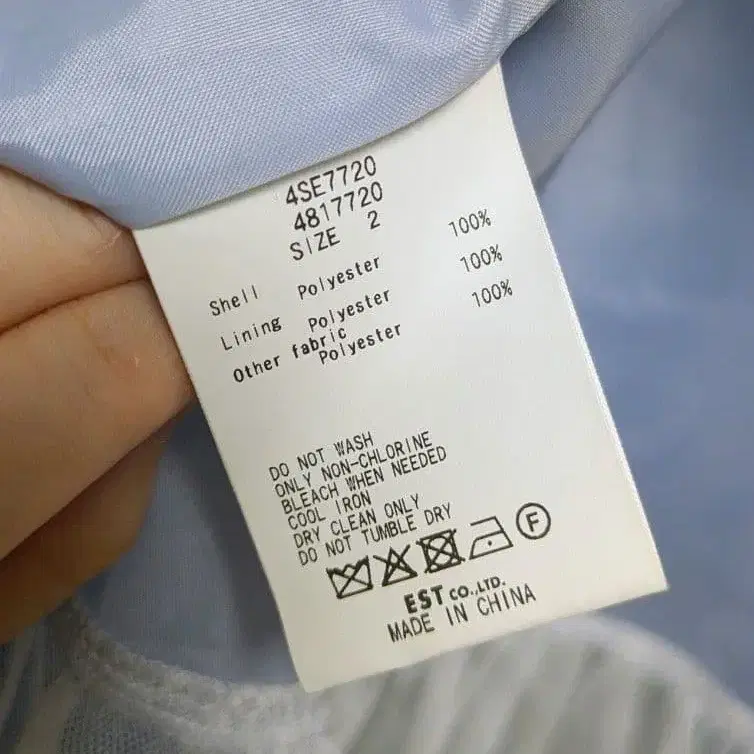 4SE7720
4817720
SIZE 2
Shell Polyester 100%
Lining Polyester 100%
Other fabric
Polyester 100%
DO NOT WASH
ONLY NON-CHLORINE
BLEACH WHEN NEEDED
COOL IRON
DRY CLEAN ONLY
DO NOT TUMBLE DRY
F
EST CO.,LTD.
MADE IN CHINA